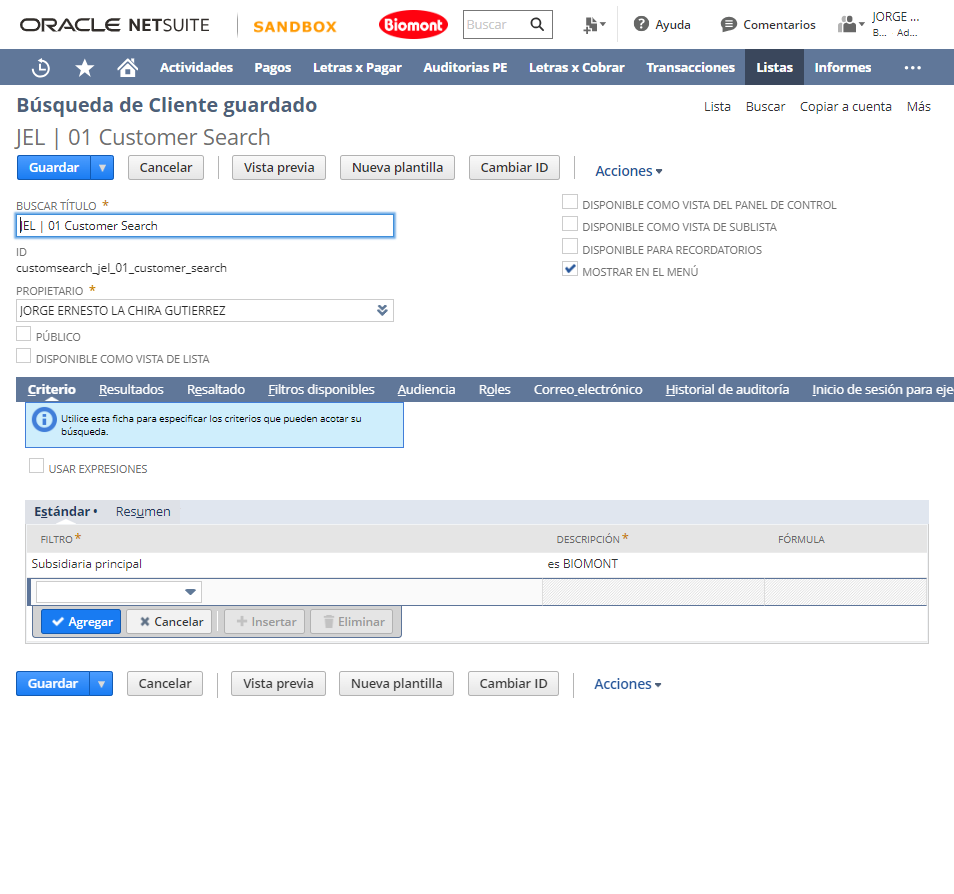 ORACLE NETSUITE SANDBOX Biomont Buscar Ayuda Comentarios JORGE ...
B... Ad...
Actividades Pagos Letras x Pagar Auditorias PE Letras x Cobrar Transacciones Listas Informes ...
Búsqueda de Cliente guardado Lista Buscar Copiar a cuenta Más
JEL | 01 Customer Search
Guardar Cancelar Vista previa Nueva plantilla Cambiar ID Acciones
BUSCAR TÍTULO *
JEL | 01 Customer Search
ID
customsearch_jel_01_customer_search
PROPIETARIO *
JORGE ERNESTO LA CHIRA GUTIERREZ
PÚBLICO
DISPONIBLE COMO VISTA DE LISTA
DISPONIBLE COMO VISTA DEL PANEL DE CONTROL
DISPONIBLE COMO VISTA DE SUBLISTA
DISPONIBLE PARA RECORDATORIOS
MOSTRAR EN EL MENÚ
Criterio Resultados Resaltado Filtros disponibles Audiencia Roles Correo electrónico Historial de auditoría Inicio de sesión para eje
Utilice esta ficha para especificar los criterios que pueden acotar su
búsqueda.
USAR EXPRESIONES
Estándar • Resumen
FILTRO * DESCRIPCIÓN * FÓRMULA
Subsidiaria principal es BIOMONT
Agregar Cancelar Insertar Eliminar
Guardar Cancelar Vista previa Nueva plantilla Cambiar ID Acciones